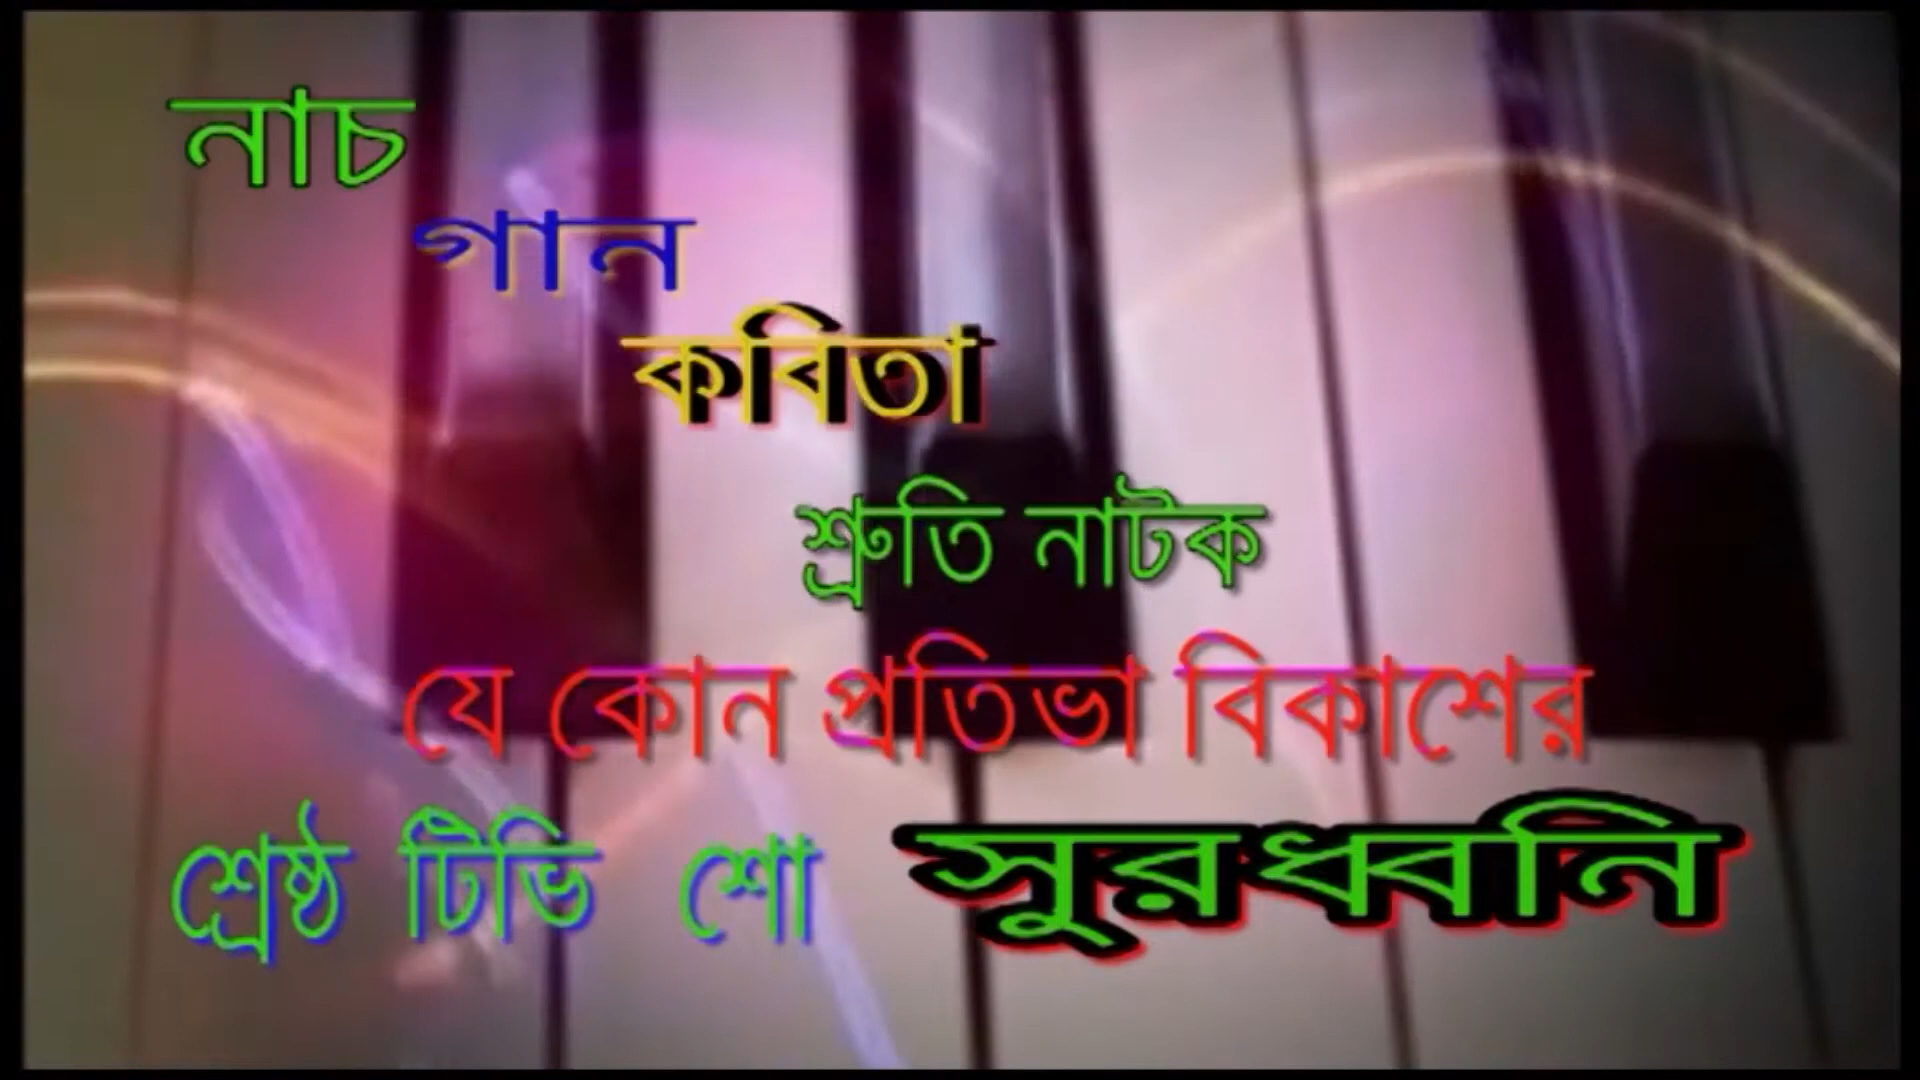 নাচ
গান
কবিতা
শ্রুতি নাটক
যে কোন প্রতিভা বিকাশের
শ্রেষ্ঠ টিভি শো সুরধ্বনি